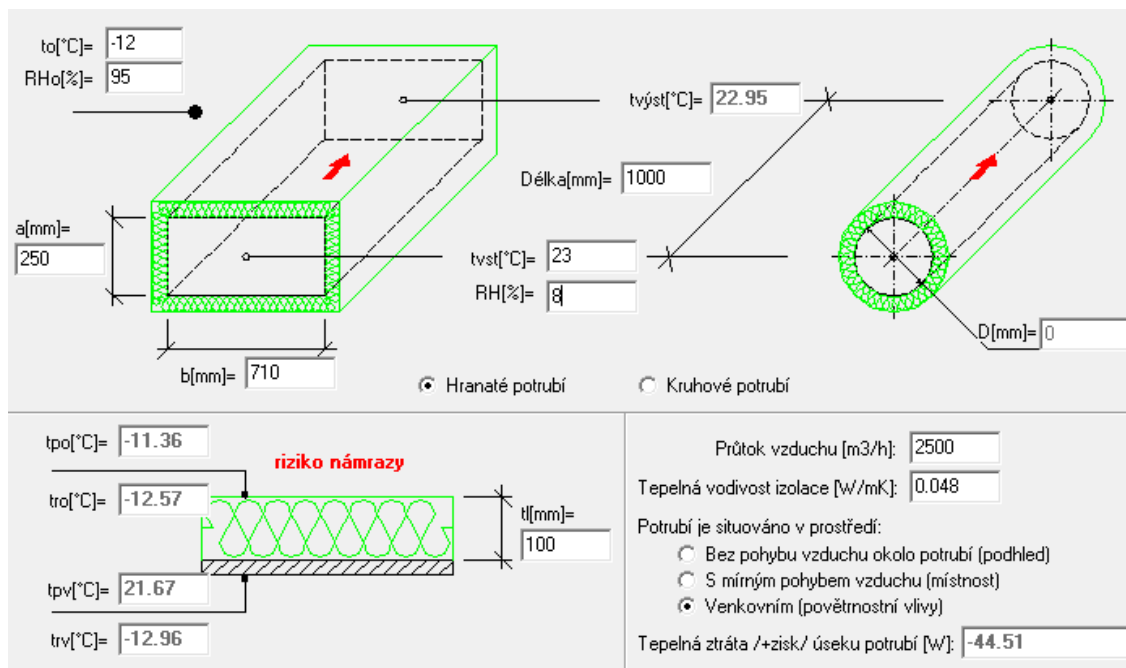 to[°C]= -12
RHo[%]= 95
tvýst[°C]= 22.95
Délka[mm]= 1000
a[mm]=
250
tvst[°C]= 23
RH[%]= 8
D[mm]= 0
b[mm]= 710
Hranaté potrubí
Kruhové potrubí
tpo[°C]= -11.36
riziko námrazy
tro[°C]= -12.57
tl[mm]=
100
tpv[°C]= 21.67
trv[°C]= -12.96
Průtok vzduchu [m3/h]: 2500
Tepelná vodivost izolace [W/mK]: 0.048
Potrubí je situováno v prostředí:
Bez pohybu vzduchu okolo potrubí (podhled)
S mírným pohybem vzduchu (místnost)
Venkovním (povětrnostní vlivy)
Tepelná ztráta /+zisk/ úseku potrubí [W]: -44.51